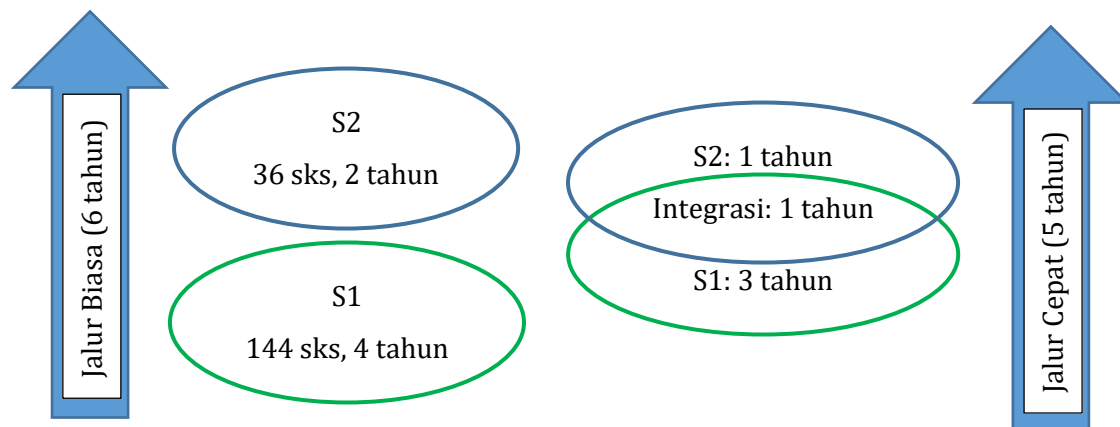 Jalur Biasa (6 tahun)
S2
36 sks, 2 tahun
S1
144 sks, 4 tahun
S2: 1 tahun
Integrasi: 1 tahun
S1: 3 tahun
Jalur Cepat (5 tahun)